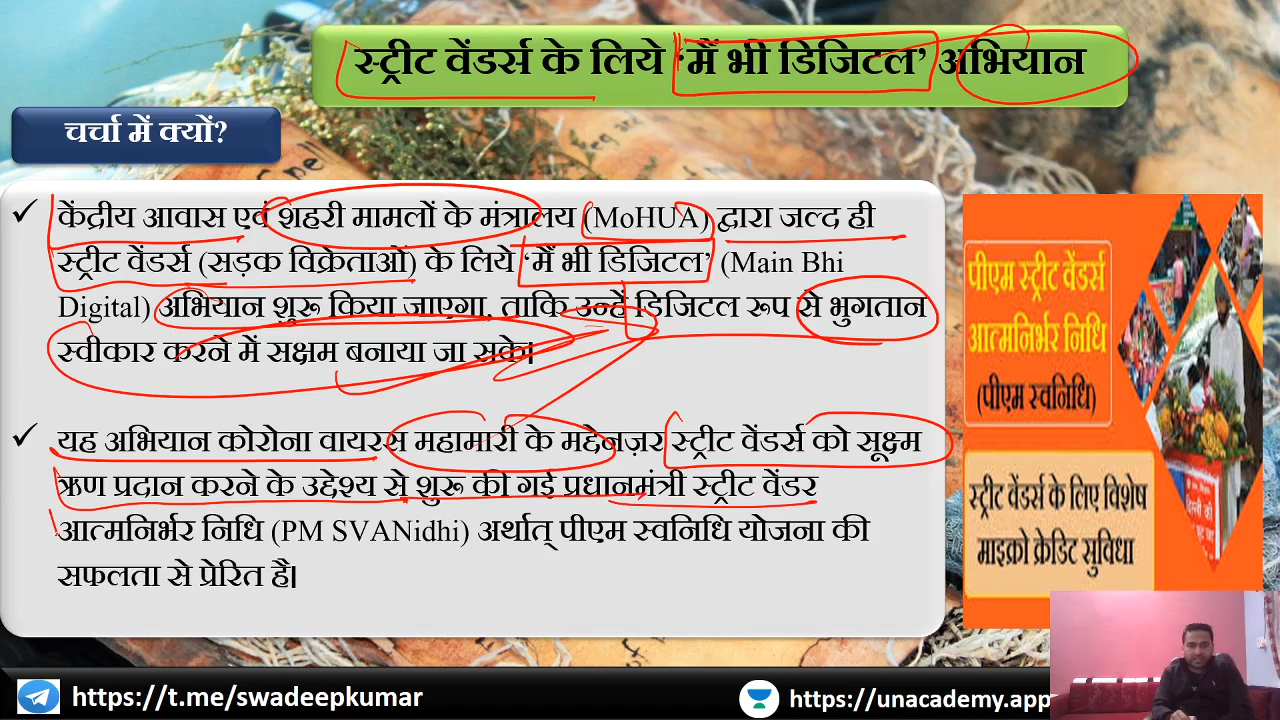 स्ट्रीट वेंडर्स के लिये ‘मैं भी डिजिटल’ अभियान
चर्चा में क्यों?
केंद्रीय आवास एवं शहरी मामलों के मंत्रालय (MoHUA) द्वारा जल्द ही
स्ट्रीट वेंडर्स (सड़क विक्रेताओं) के लिये ‘मैं भी डिजिटल’ (Main Bhi
Digital) अभियान शुरू किया जाएगा, ताकि उन्हें डिजिटल रूप से भुगतान
स्वीकार करने में सक्षम बनाया जा सके।
यह अभियान कोरोना वायरस महामारी के मद्देनज़र स्ट्रीट वेंडर्स को सूक्ष्म
ऋण प्रदान करने के उद्देश्य से शुरू की गई प्रधानमंत्री स्ट्रीट वेंडर
आत्मनिर्भर निधि (PM SVANidhi) अर्थात् पीएम स्वनिधि योजना की
सफलता से प्रेरित है।
पीएम स्ट्रीट वेंडर्स
आत्मनिर्भर निधि
(पीएम स्वनिधि)
स्ट्रीट वेंडर्स के लिए विशेष
माइक्रो क्रेडिट सुविधा
https://t.me/swadeepkumar
https://unacademy.app